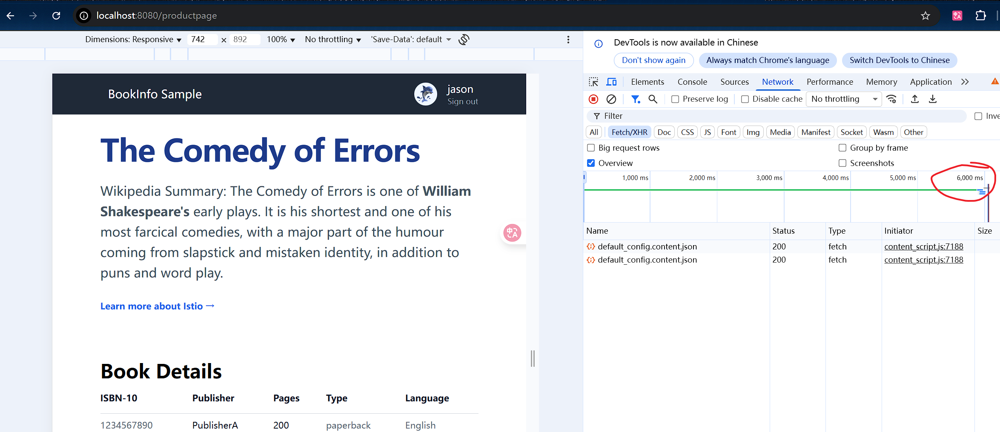 localhost:8080/productpage
Dimensions: Responsive 742 × 892 100% No throttling 'Save-Data': default
BookInfo Sample
jason
Sign out
The Comedy of Errors
Wikipedia Summary: The Comedy of Errors is one of William
Shakespeare's early plays. It is his shortest and one of his
most farcical comedies, with a major part of the humour
coming from slapstick and mistaken identity, in addition to
puns and word play.
Learn more about Istio →
Book Details
ISBN-10 Publisher Pages Type Language
1234567890 PublisherA 200 paperback English
DevTools is now available in Chinese
Don't show again Always match Chrome's language Switch DevTools to Chinese
Elements Console Sources Network Performance Memory Application
Preserve log Disable cache No throttling
Filter Inve
All Fetch/XHR Doc CSS JS Font Img Media Manifest Socket Wasm Other
Big request rows Group by frame
Overview Screenshots
1,000 ms 2,000 ms 3,000 ms 4,000 ms 5,000 ms 6,000 ms
Name Status Type Initiator Size
default_config.content.json 200 fetch content_script.js:7188
default_config.content.json 200 fetch content_script.js:7188